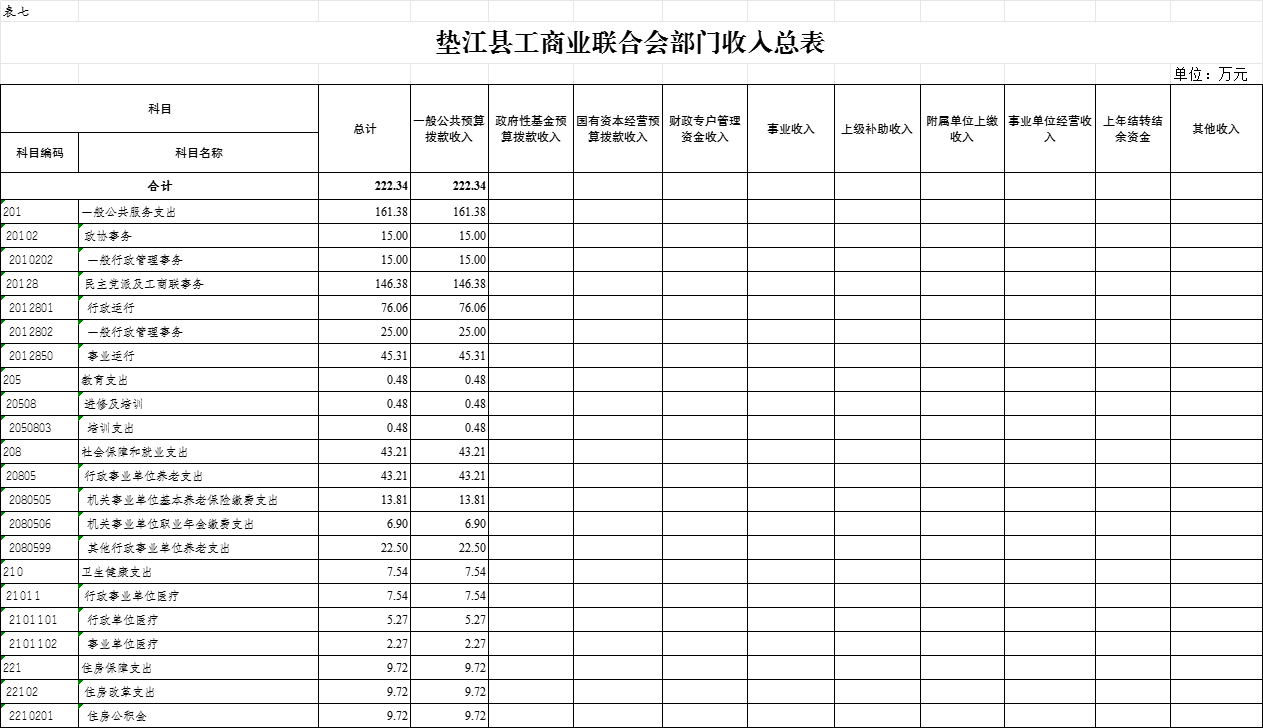 表七
垫江县工商业联合会部门收入总表
单位：万元
科目 总计 一般公共预算拨款收入 政府性基金预算拨款收入 国有资本经营预算拨款收入 财政专户管理资金收入 事业收入 上级补助收入 附属单位上缴收入 事业单位经营收入 上年结转结余资金 其他收入
科目编码 科目名称
合计 222.34 222.34
201 一般公共服务支出 161.38 161.38
20102 政协事务 15.00 15.00
2010202 一般行政管理事务 15.00 15.00
20128 民主党派及工商联事务 146.38 146.38
2012801 行政运行 76.06 76.06
2012802 一般行政管理事务 25.00 25.00
2012850 事业运行 45.31 45.31
205 教育支出 0.48 0.48
20508 进修及培训 0.48 0.48
2050803 培训支出 0.48 0.48
208 社会保障和就业支出 43.21 43.21
20805 行政事业单位养老支出 43.21 43.21
2080505 机关事业单位基本养老保险缴费支出 13.81 13.81
2080506 机关事业单位职业年金缴费支出 6.90 6.90
2080599 其他行政事业单位养老支出 22.50 22.50
210 卫生健康支出 7.54 7.54
21011 行政事业单位医疗 7.54 7.54
2101101 行政单位医疗 5.27 5.27
2101102 事业单位医疗 2.27 2.27
221 住房保障支出 9.72 9.72
22102 住房改革支出 9.72 9.72
2210201 住房公积金 9.72 9.72